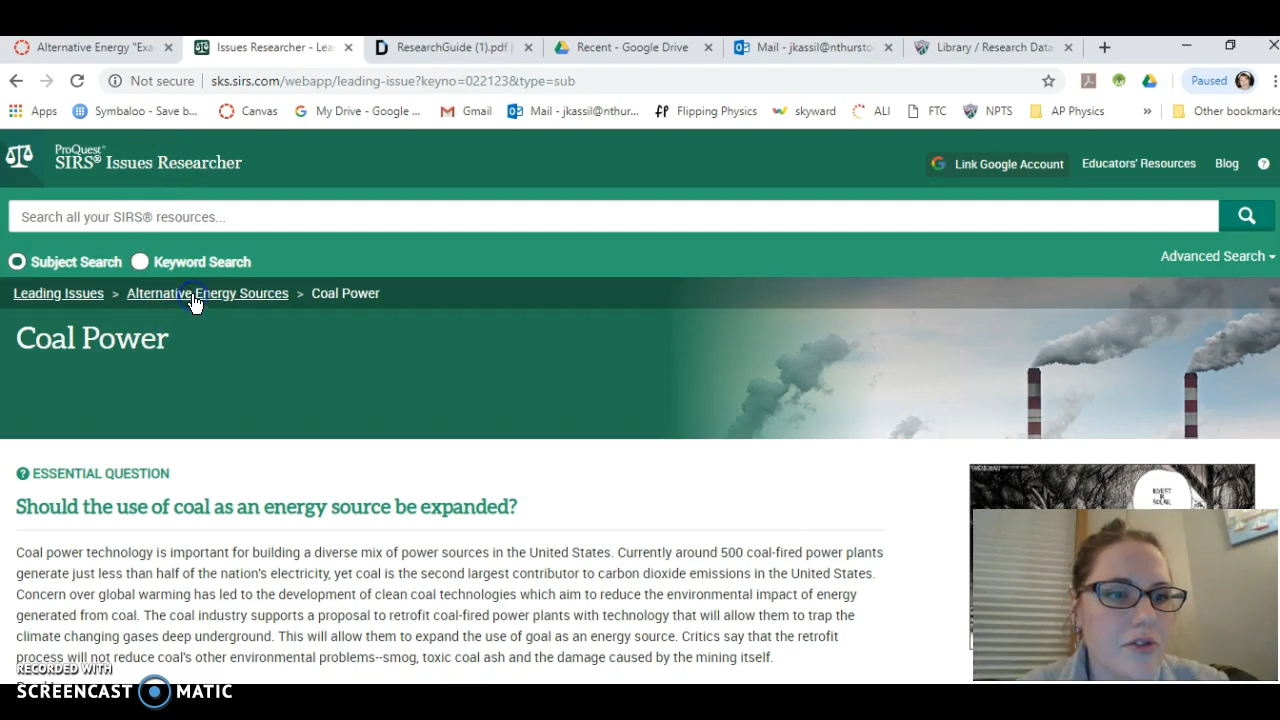 Alternative Energy "Exa
Issues Researcher - Lea
ResearchGuide (1).pdf
Recent - Google Drive
Mail - jkassil@nthursto
Library / Research Data
Not secure
sks.sirs.com/webapp/leading-issue?keyno=022123&type=sub
Paused
Apps
Symbaloo - Save b...
Canvas
My Drive - Google ...
Gmail
Mail - jkassil@nthur...
Flipping Physics
skyward
ALI
FTC
NPTS
AP Physics
»
Other bookmarks
ProQuest®
SIRS® Issues Researcher
Link Google Account
Educators' Resources
Blog
Search all your SIRS® resources...
Subject Search
Keyword Search
Advanced Search
Leading Issues > Alternative Energy Sources > Coal Power
Coal Power
ESSENTIAL QUESTION
Should the use of coal as an energy source be expanded?
Coal power technology is important for building a diverse mix of power sources in the United States. Currently around 500 coal-fired power plants
generate just less than half of the nation's electricity, yet coal is the second largest contributor to carbon dioxide emissions in the United States.
Concern over global warming has led to the development of clean coal technologies which aim to reduce the environmental impact of energy
generated from coal. The coal industry supports a proposal to retrofit coal-fired power plants with technology that will allow them to trap the
climate changing gases deep underground. This will allow them to expand the use of goal as an energy source. Critics say that the retrofit
process will not reduce coal's other environmental problems--smog, toxic coal ash and the damage caused by the mining itself.
INVEST
IN
SOLAR
RECORDED WITH
SCREENCAST MATIC